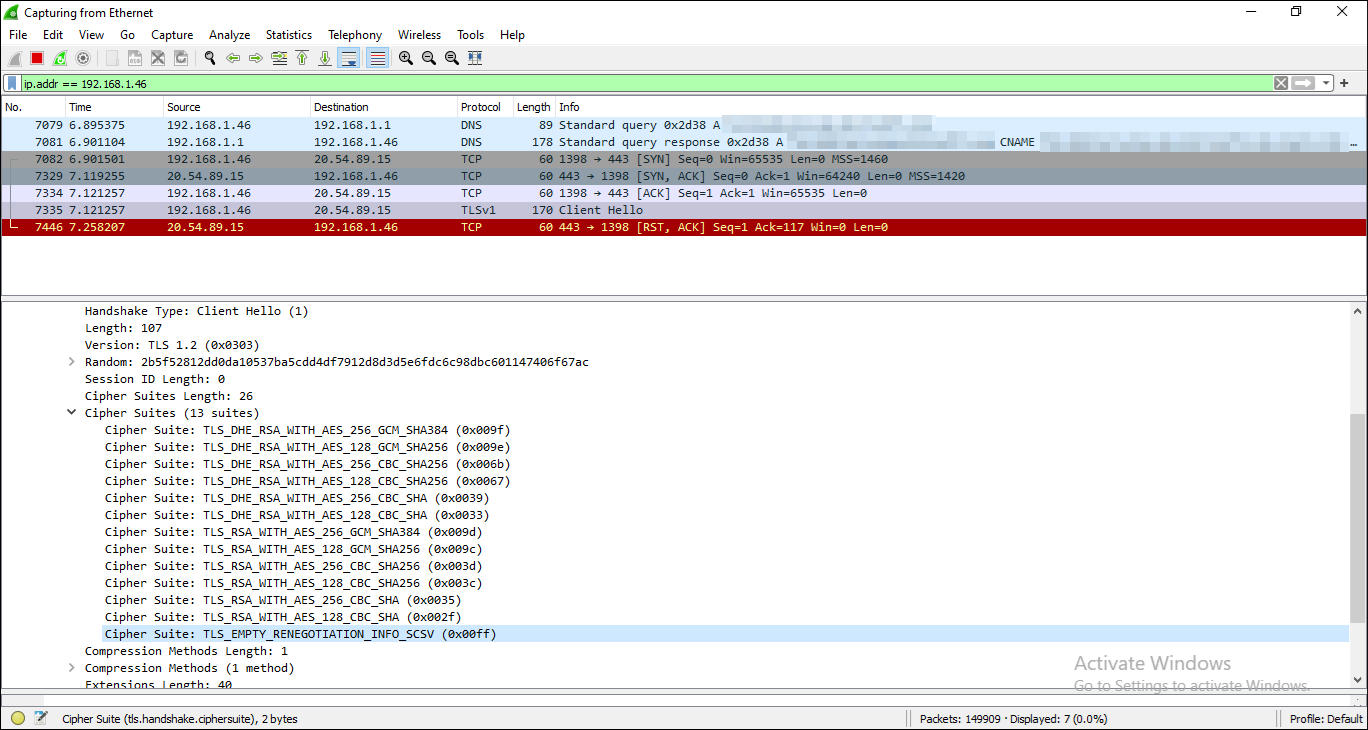 Capturing from Ethernet
File Edit View Go Capture Analyze Statistics Telephony Wireless Tools Help
ip.addr == 192.168.1.46
No. Time Source Destination Protocol Length Info
7079 6.895375 192.168.1.46 192.168.1.1 DNS 89 Standard query 0x2d38 A
7081 6.901104 192.168.1.1 192.168.1.46 DNS 178 Standard query response 0x2d38 A CNAME …
7082 6.901501 192.168.1.46 20.54.89.15 TCP 60 1398 → 443 [SYN] Seq=0 Win=65535 Len=0 MSS=1460
7329 7.119255 20.54.89.15 192.168.1.46 TCP 60 443 → 1398 [SYN, ACK] Seq=0 Ack=1 Win=64240 Len=0 MSS=1420
7334 7.121257 192.168.1.46 20.54.89.15 TCP 60 1398 → 443 [ACK] Seq=1 Ack=1 Win=65535 Len=0
7335 7.121257 192.168.1.46 20.54.89.15 TLSv1 170 Client Hello
7446 7.258207 20.54.89.15 192.168.1.46 TCP 60 443 → 1398 [RST, ACK] Seq=1 Ack=117 Win=0 Len=0
Handshake Type: Client Hello (1)
Length: 107
Version: TLS 1.2 (0x0303)
Random: 2b5f52812dd0da10537ba5cdd4df7912d8d3d5e6fdc6c98dbc601147406f67ac
Session ID Length: 0
Cipher Suites Length: 26
Cipher Suites (13 suites)
Cipher Suite: TLS_DHE_RSA_WITH_AES_256_GCM_SHA384 (0x009f)
Cipher Suite: TLS_DHE_RSA_WITH_AES_128_GCM_SHA256 (0x009e)
Cipher Suite: TLS_DHE_RSA_WITH_AES_256_CBC_SHA256 (0x006b)
Cipher Suite: TLS_DHE_RSA_WITH_AES_128_CBC_SHA256 (0x0067)
Cipher Suite: TLS_DHE_RSA_WITH_AES_256_CBC_SHA (0x0039)
Cipher Suite: TLS_DHE_RSA_WITH_AES_128_CBC_SHA (0x0033)
Cipher Suite: TLS_RSA_WITH_AES_256_GCM_SHA384 (0x009d)
Cipher Suite: TLS_RSA_WITH_AES_128_GCM_SHA256 (0x009c)
Cipher Suite: TLS_RSA_WITH_AES_256_CBC_SHA256 (0x003d)
Cipher Suite: TLS_RSA_WITH_AES_128_CBC_SHA256 (0x003c)
Cipher Suite: TLS_RSA_WITH_AES_256_CBC_SHA (0x0035)
Cipher Suite: TLS_RSA_WITH_AES_128_CBC_SHA (0x002f)
Cipher Suite: TLS_EMPTY_RENEGOTIATION_INFO_SCSV (0x00ff)
Compression Methods Length: 1
Compression Methods (1 method)
Extensions Length: 40
Activate Windows
Go to Settings to activate Windows.
Cipher Suite (tls.handshake.ciphersuite), 2 bytes
Packets: 149909 · Displayed: 7 (0.0%)
Profile: Default